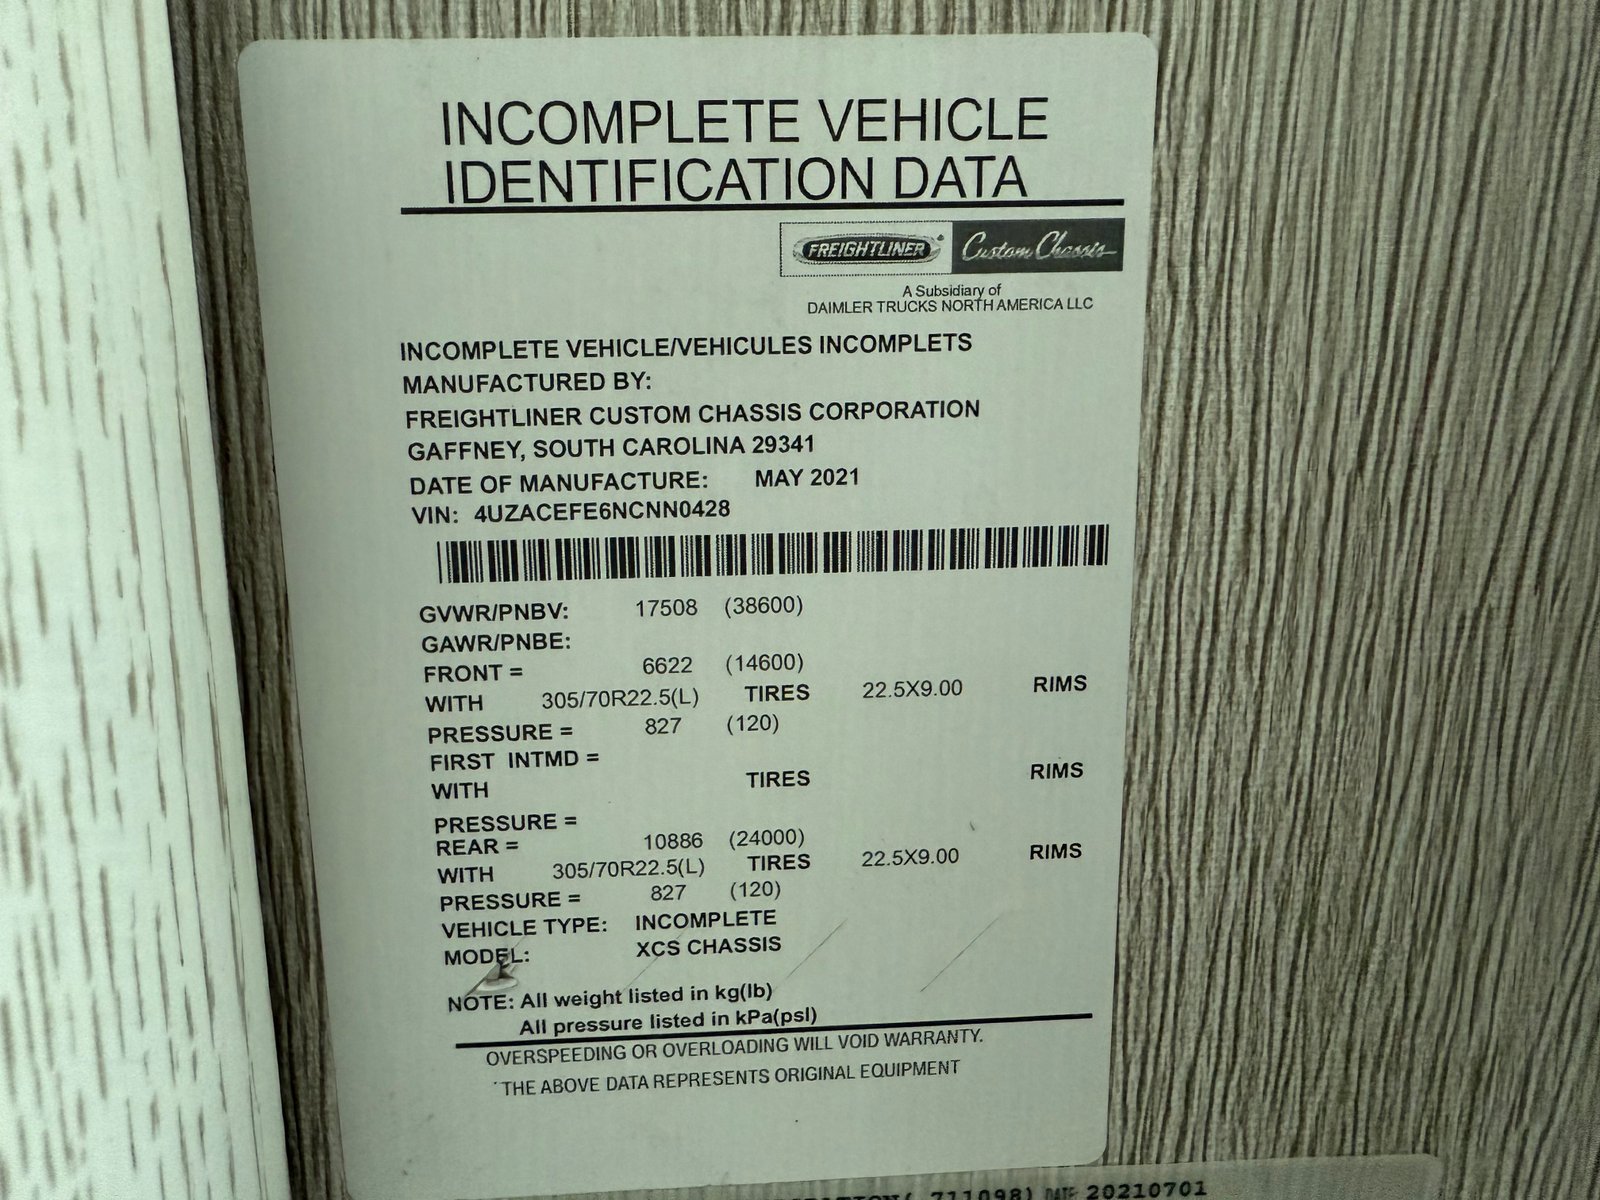 INCOMPLETE VEHICLE
IDENTIFICATION DATA
FREIGHTLINER Custom Chassis
A Subsidiary of
DAIMLER TRUCKS NORTH AMERICA LLC
INCOMPLETE VEHICLE/VEHICULES INCOMPLETS
MANUFACTURED BY:
FREIGHTLINER CUSTOM CHASSIS CORPORATION
GAFFNEY, SOUTH CAROLINA 29341
DATE OF MANUFACTURE: MAY 2021
VIN: 4UZACEFE6NCNN0428
GVWR/PNBV: 17508 (38600)
GAWR/PNBE:
FRONT = 6622 (14600)
WITH 305/70R22.5(L) TIRES 22.5X9.00 RIMS
PRESSURE = 827 (120)
FIRST INTMD =
WITH TIRES RIMS
PRESSURE =
REAR = 10886 (24000)
WITH 305/70R22.5(L) TIRES 22.5X9.00 RIMS
PRESSURE = 827 (120)
VEHICLE TYPE: INCOMPLETE
MODEL: XCS CHASSIS
NOTE: All weight listed in kg(lb)
All pressure listed in kPa(psI)
OVERSPEEDING OR OVERLOADING WILL VOID WARRANTY.
THE ABOVE DATA REPRESENTS ORIGINAL EQUIPMENT
711098) DATE 20210701